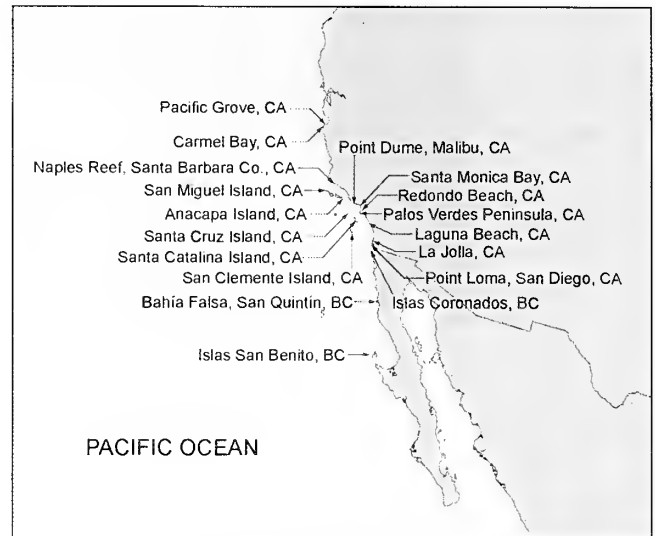 Pacific Grove, CA
Carmel Bay, CA
Point Dume, Malibu, CA
Naples Reef, Santa Barbara Co., CA
Santa Monica Bay, CA
San Miguel Island, CA
Redondo Beach, CA
Anacapa Island, CA
Palos Verdes Peninsula, CA
Santa Cruz Island, CA
Laguna Beach, CA
Santa Catalina Island, CA
La Jolla, CA
San Clemente Island, CA
Point Loma, San Diego, CA
Bahía Falsa, San Quintín, BC
Islas Coronados, BC
Islas San Benito, BC
PACIFIC OCEAN